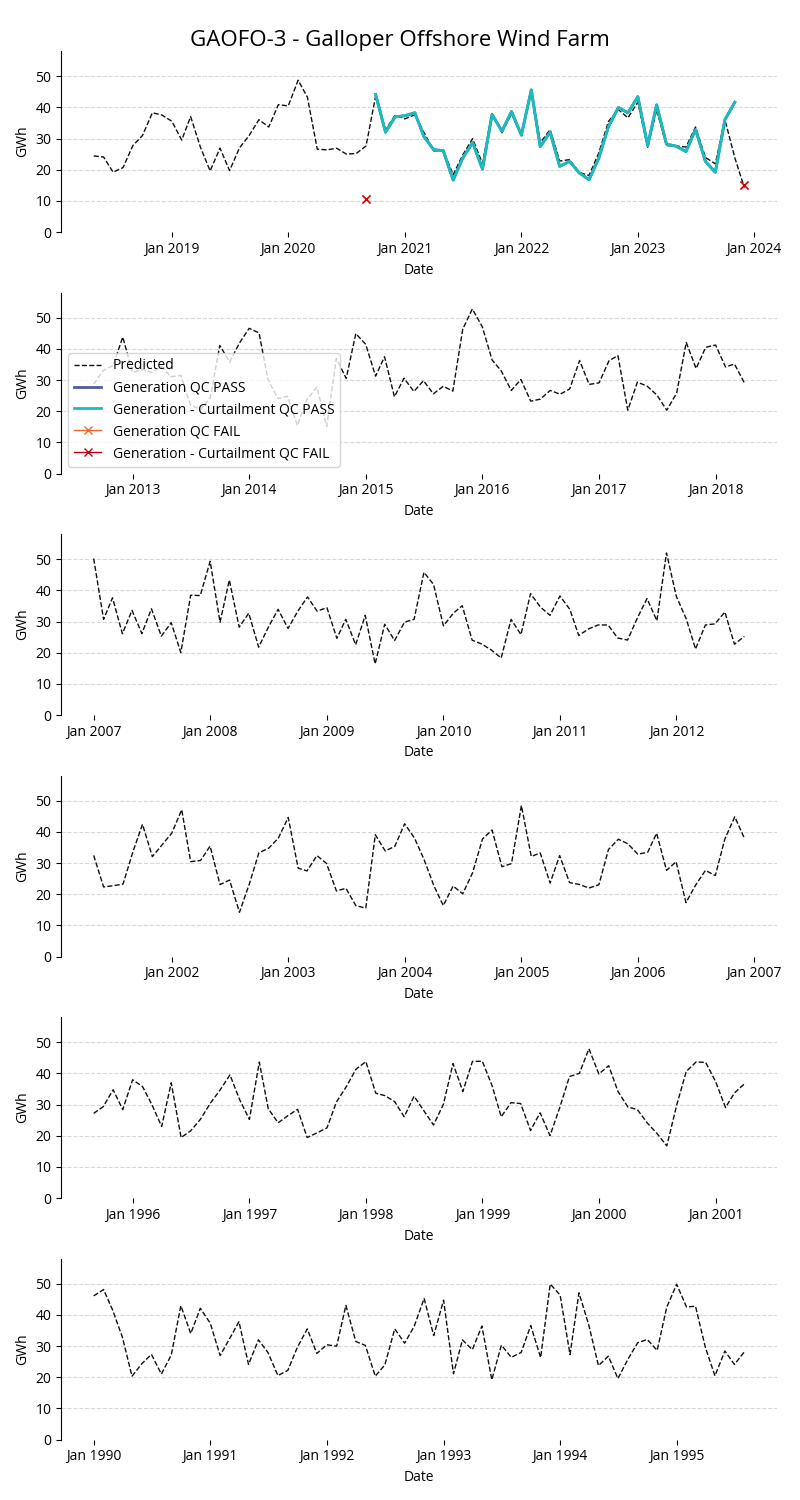 GAOFO-3 - Galloper Offshore Wind Farm
GWh
50
40
30
20
10
0
Jan 2019
Jan 2020
Jan 2021
Jan 2022
Jan 2023
Jan 2024
Date
GWh
50
40
30
20
10
0
Predicted
Generation QC PASS
Generation - Curtailment QC PASS
Generation QC FAIL
Generation - Curtailment QC FAIL
Jan 2013
Jan 2014
Jan 2015
Jan 2016
Jan 2017
Jan 2018
Date
GWh
50
40
30
20
10
0
Jan 2007
Jan 2008
Jan 2009
Jan 2010
Jan 2011
Jan 2012
Date
GWh
50
40
30
20
10
0
Jan 2002
Jan 2003
Jan 2004
Jan 2005
Jan 2006
Jan 2007
Date
GWh
50
40
30
20
10
0
Jan 1996
Jan 1997
Jan 1998
Jan 1999
Jan 2000
Jan 2001
Date
GWh
50
40
30
20
10
0
Jan 1990
Jan 1991
Jan 1992
Jan 1993
Jan 1994
Jan 1995
Date